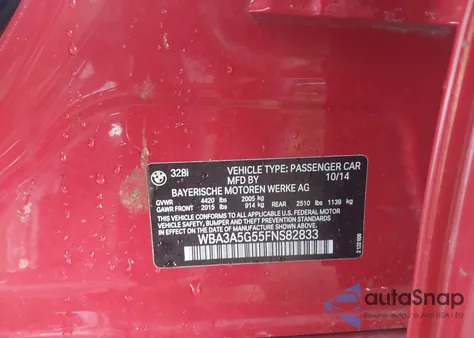 328i VEHICLE TYPE: PASSENGER CAR
MFD BY 10/14
BAYERISCHE MOTOREN WERKE AG
GVWR 4420 lbs 2005 kg
GAWR FRONT 2015 lbs 914 kg REAR 2510 lbs 1139 kg
THIS VEHICLE CONFORMS TO ALL APPLICABLE U.S. FEDERAL MOTOR
VEHICLE SAFETY, BUMPER AND THEFT PREVENTION STANDARDS
IN EFFECT ON THE DATE OF MANUFACTURE SHOWN ABOVE.
WBA3A5G55FNS82833
autoSnap